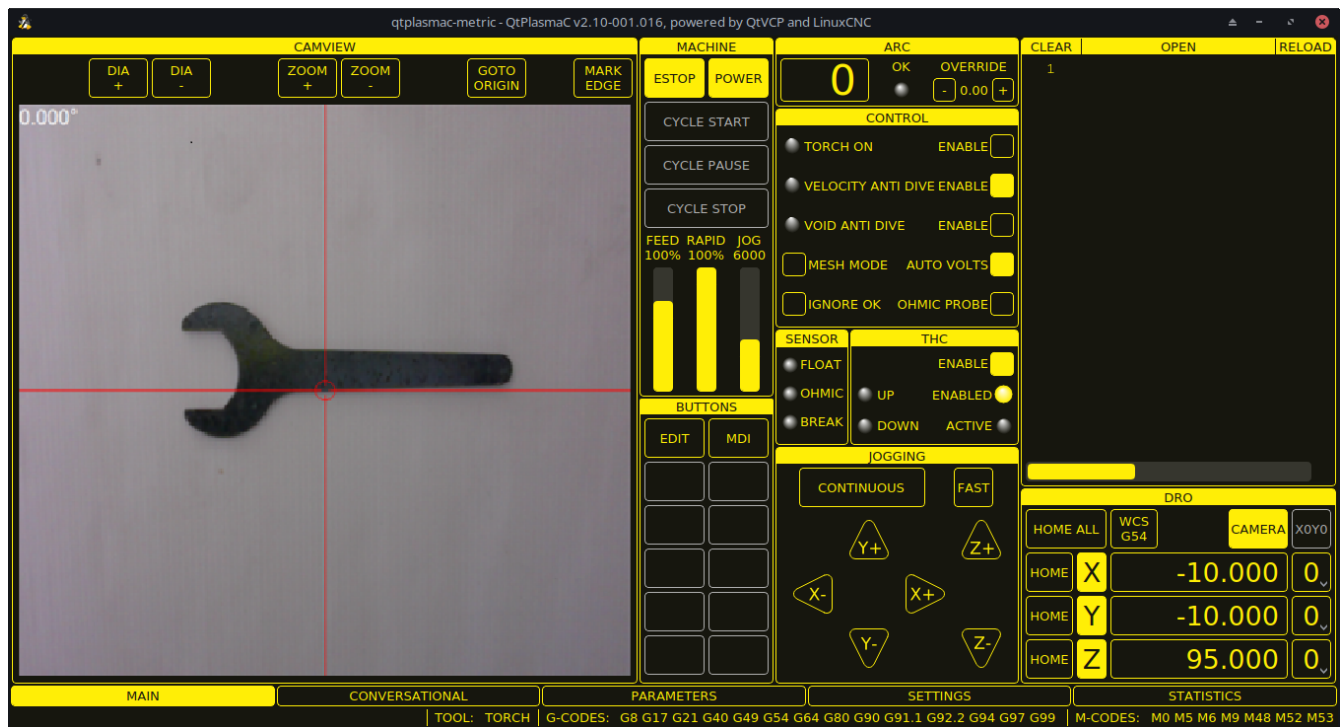 qtplasmac-metric - QtPlasmaC v2.10-001.016, powered by QtVCP and LinuxCNC
CAMVIEW
DIA +
DIA -
ZOOM +
ZOOM -
GOTO ORIGIN
MARK EDGE
0.000°
MACHINE
ESTOP
POWER
CYCLE START
CYCLE PAUSE
CYCLE STOP
FEED RAPID JOG
100% 100% 6000
BUTTONS
EDIT
MDI
ARC
0
OK
OVERRIDE
- 0.00 +
CONTROL
TORCH ON ENABLE
VELOCITY ANTI DIVE ENABLE
VOID ANTI DIVE ENABLE
MESH MODE AUTO VOLTS
IGNORE OK OHMIC PROBE
SENSOR
FLOAT
OHMIC
BREAK
THC
ENABLE
UP ENABLED
DOWN ACTIVE
JOGGING
CONTINUOUS
FAST
Y+
Z+
X-
X+
Y-
Z-
CLEAR OPEN RELOAD
1
DRO
HOME ALL
WCS
G54
CAMERA
X0Y0
HOME X -10.000 0
HOME Y -10.000 0
HOME Z 95.000 0
MAIN CONVERSATIONAL PARAMETERS SETTINGS STATISTICS
TOOL: TORCH G-CODES: G8 G17 G21 G40 G49 G54 G64 G80 G90 G91.1 G92.2 G94 G97 G99 M-CODES: M0 M5 M6 M9 M48 M52 M53